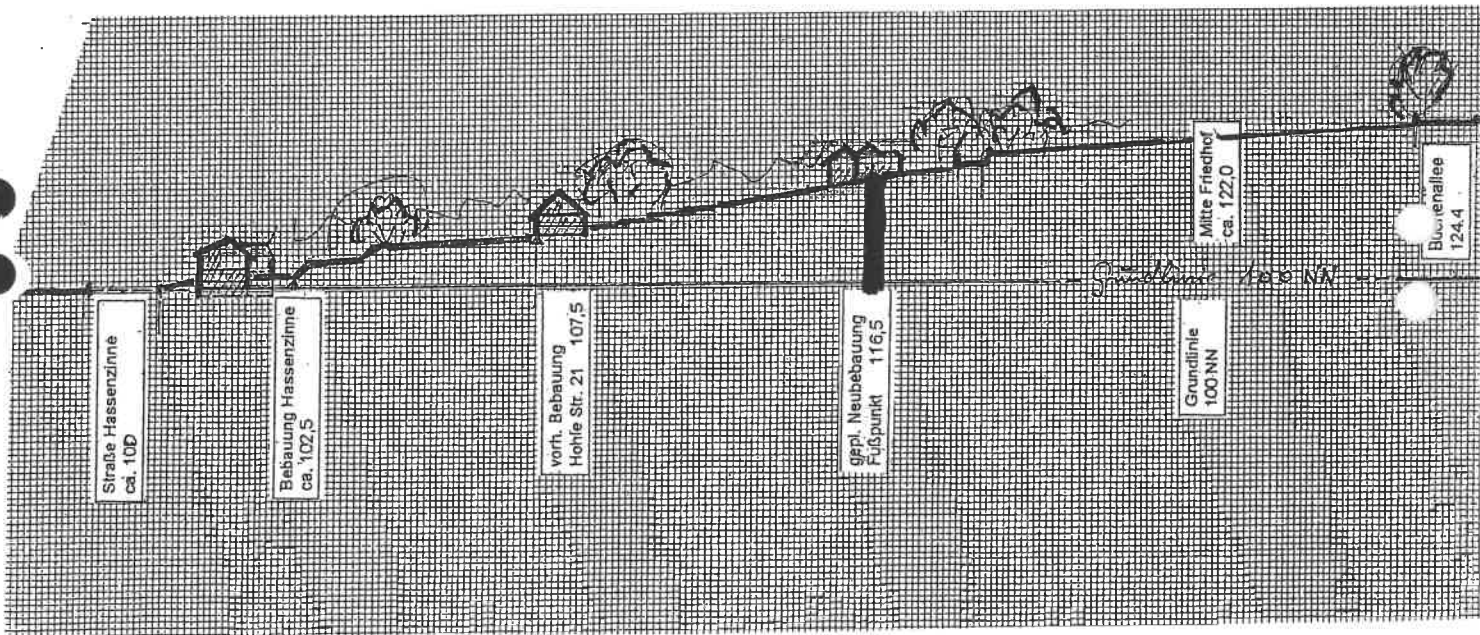 Straße Hassenzinne
ca. 100
Bebauung Hassenzinne
ca. 102,5
vorh. Bebauung
Hohle Str. 21 107,5
gepl. Neubebauung
Fußpunkt 116,5
Mitte Friedhof
ca. 122,0
Buchenallee
124.4
Grundlinie 100 NN
Grundlinie
100 NN